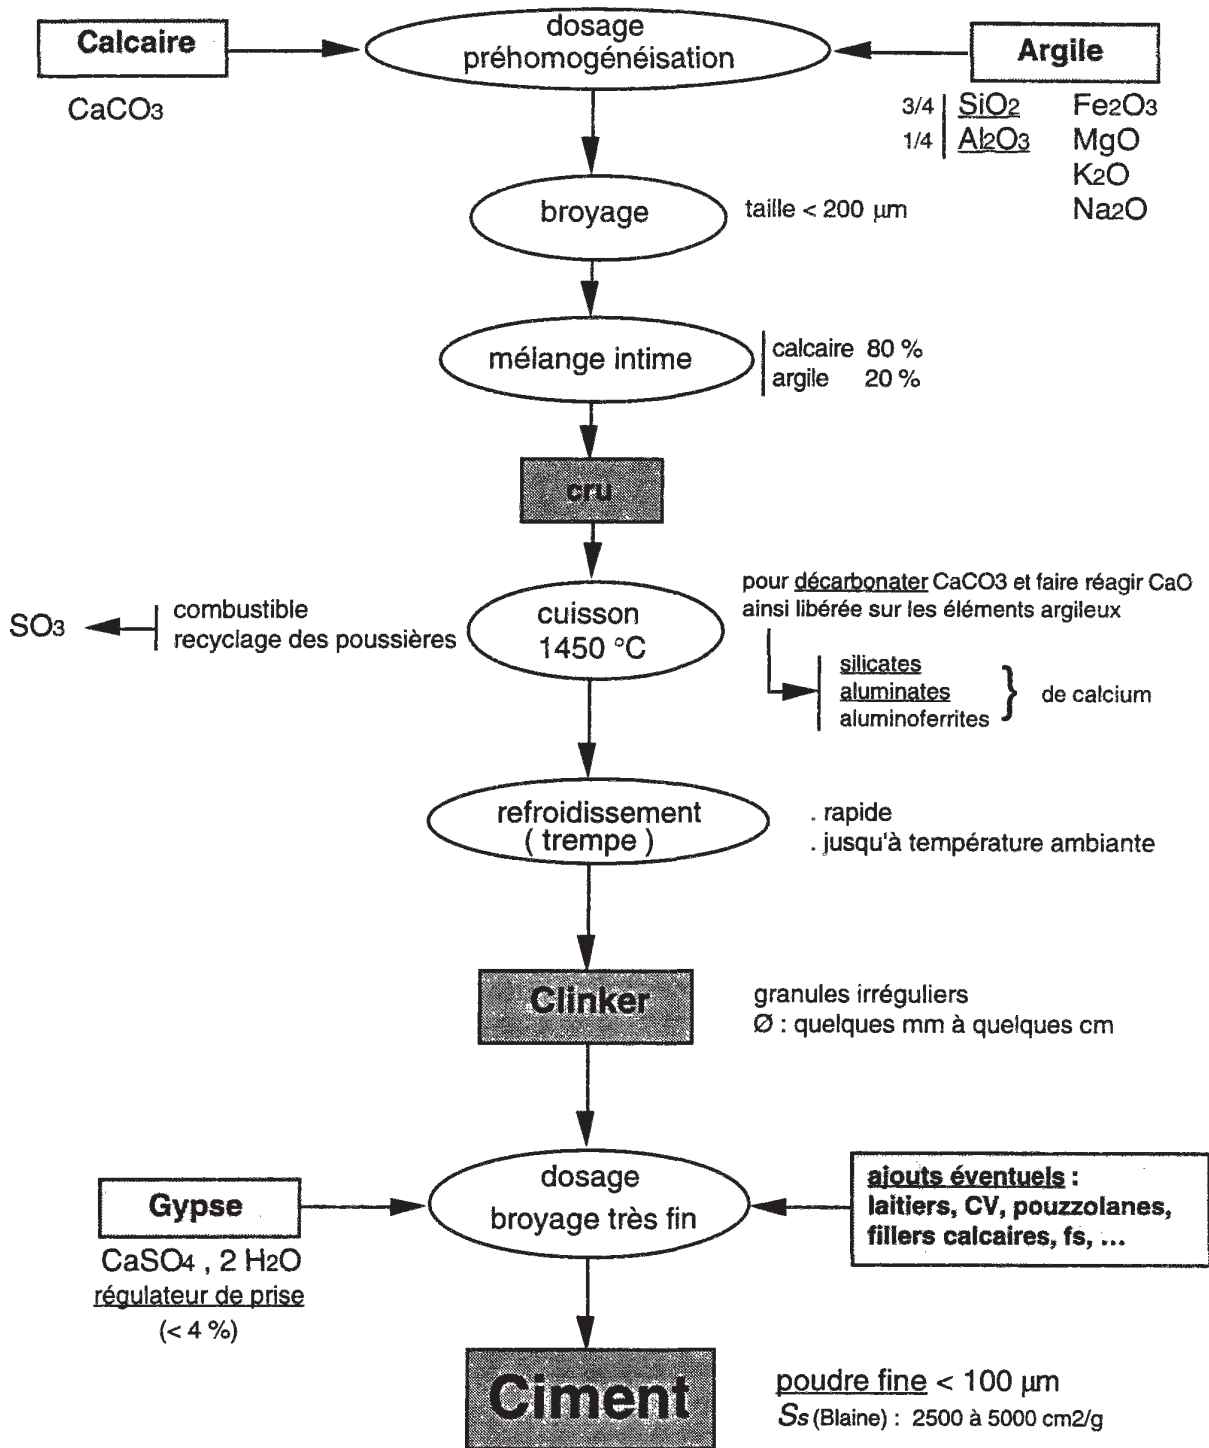 Calcaire
CaCO3
dosage
préhomogénéisation
Argile
3/4 SiO2 Fe2O3
1/4 Al2O3 MgO
K2O
Na2O
broyage
taille < 200 µm
mélange intime
calcaire 80 %
argile 20 %
cru
cuisson
1450 °C
SO3
combustible
recyclage des poussières
pour décarbonater CaCO3 et faire réagir CaO
ainsi libérée sur les éléments argileux
silicates
aluminates
aluminoferrites
de calcium
refroidissement
( trempe )
. rapide
. jusqu'à température ambiante
Clinker
granules irréguliers
Ø : quelques mm à quelques cm
Gypse
CaSO4 , 2 H2O
régulateur de prise
(< 4 %)
dosage
broyage très fin
ajouts éventuels :
laitiers, CV, pouzzolanes,
fillers calcaires, fs, ...
Ciment
poudre fine < 100 µm
Ss (Blaine) : 2500 à 5000 cm2/g